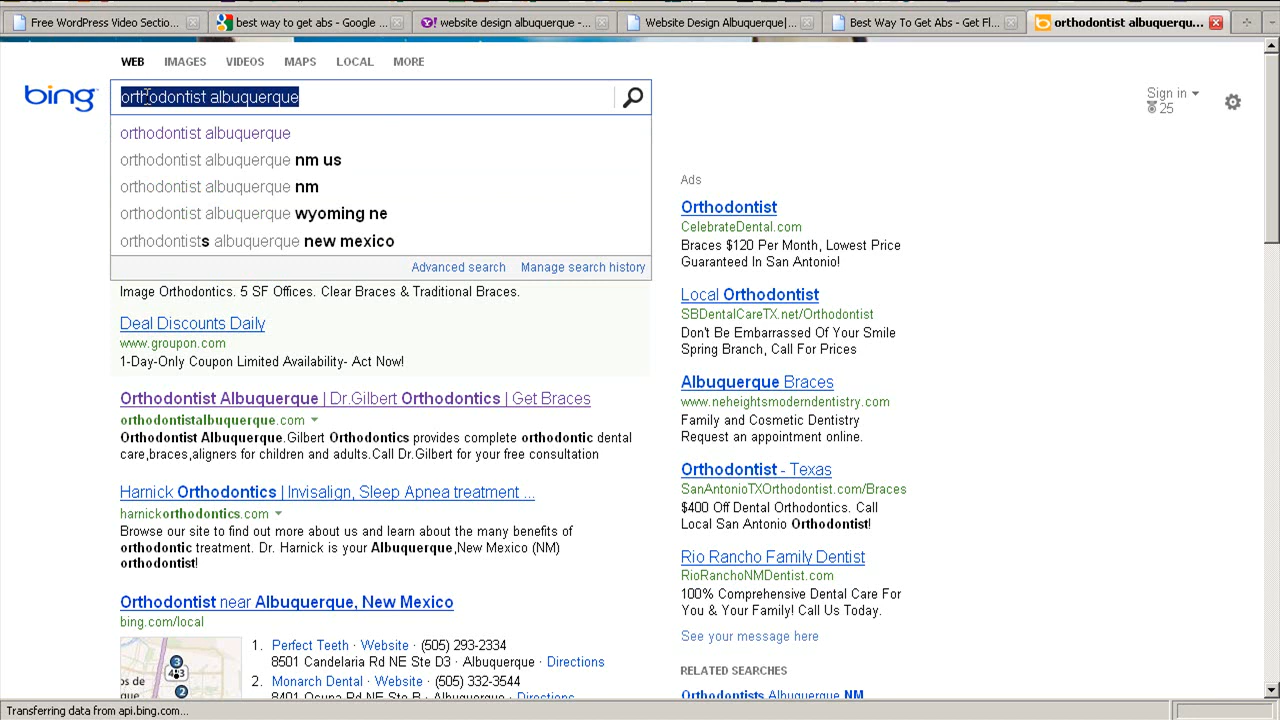 Free WordPress Video Sectio...
best way to get abs - Google ...
website design albuquerque -...
Website Design Albuquerque|...
Best Way To Get Abs - Get Fl...
orthodontist albuquerqu...
WEB IMAGES VIDEOS MAPS LOCAL MORE
bing
orthodontist albuquerque
Sign in
25
orthodontist albuquerque
orthodontist albuquerque nm us
orthodontist albuquerque nm
orthodontist albuquerque wyoming ne
orthodontists albuquerque new mexico
Advanced search Manage search history
Image Orthodontics. 5 SF Offices. Clear Braces & Traditional Braces.
Deal Discounts Daily
www.groupon.com
1-Day-Only Coupon Limited Availability- Act Now!
Orthodontist Albuquerque | Dr.Gilbert Orthodontics | Get Braces
orthodontistalbuquerque.com
Orthodontist Albuquerque.Gilbert Orthodontics provides complete orthodontic dental
care,braces,aligners for children and adults.Call Dr.Gilbert for your free consultation
Harnick Orthodontics | Invisalign, Sleep Apnea treatment ...
harnickorthodontics.com
Browse our site to find out more about us and learn about the many benefits of
orthodontic treatment. Dr. Harnick is your Albuquerque,New Mexico (NM)
orthodontist!
Orthodontist near Albuquerque, New Mexico
bing.com/local
3
2
os de
que
1. Perfect Teeth · Website · (505) 293-2334
8501 Candelaria Rd NE Ste D3 · Albuquerque · Directions
2. Monarch Dental · Website · (505) 332-3544
8401 Osuna Rd NE Ste B · Albuquerque · Directions
Ads
Orthodontist
CelebrateDental.com
Braces $120 Per Month, Lowest Price
Guaranteed In San Antonio!
Local Orthodontist
SBDentalCareTX.net/Orthodontist
Don't Be Embarrassed Of Your Smile
Spring Branch, Call For Prices
Albuquerque Braces
www.neheightsmoderndentistry.com
Family and Cosmetic Dentistry
Request an appointment online.
Orthodontist - Texas
SanAntonioTXOrthodontist.com/Braces
$400 Off Dental Orthodontics. Call
Local San Antonio Orthodontist!
Rio Rancho Family Dentist
RioRanchoNMDentist.com
100% Comprehensive Dental Care For
You & Your Family! Call Us Today.
See your message here
RELATED SEARCHES
Orthodontists Albuquerque NM
Transferring data from api.bing.com...